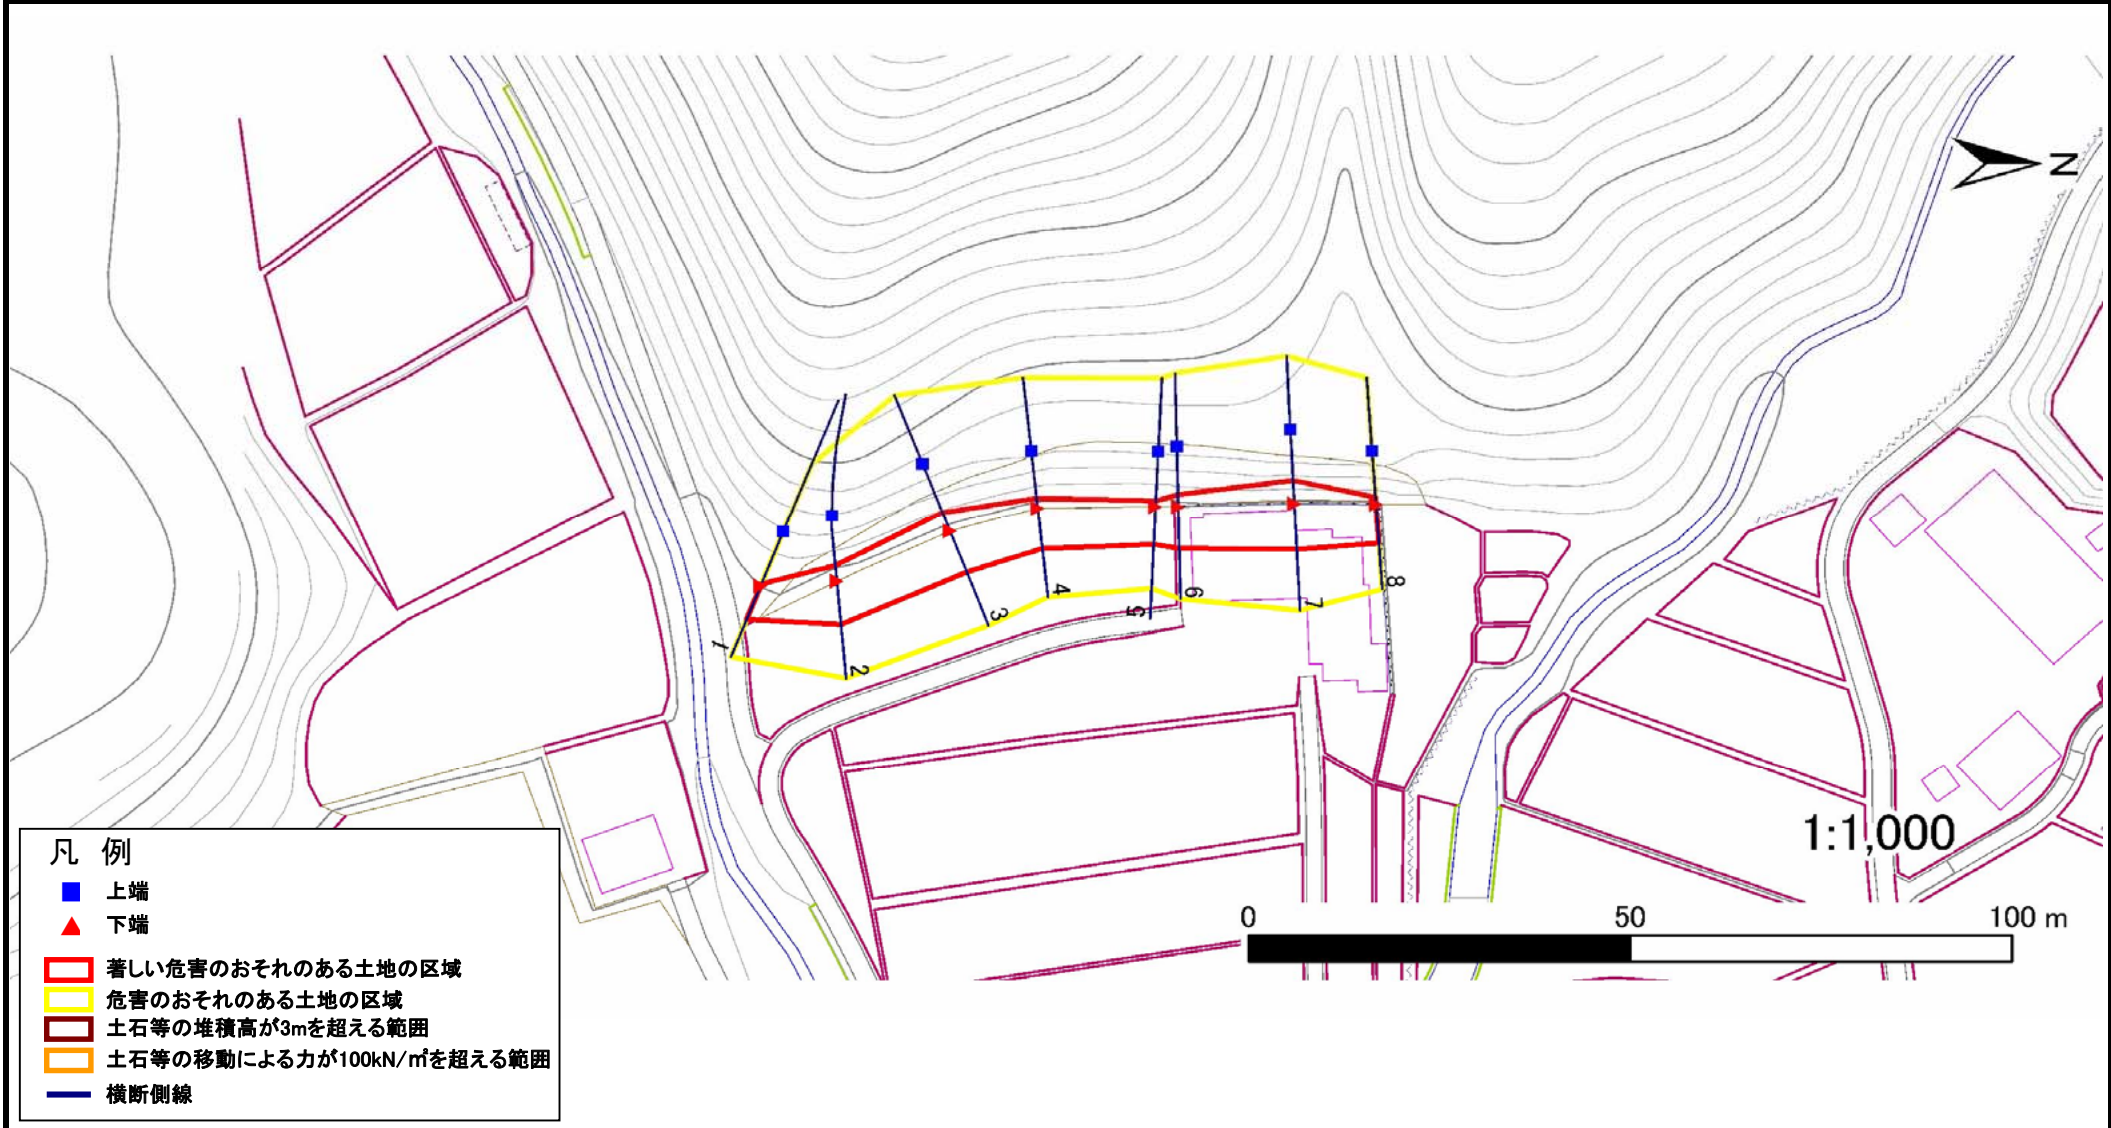 N
1
2
3
4
5
6
7
8
1:1,000
0 50 100 m
凡 例
上端
下端
著しい危害のおそれのある土地の区域
危害のおそれのある土地の区域
土石等の堆積高が3mを超える範囲
土石等の移動による力が100kN/㎡を超える範囲
横断側線